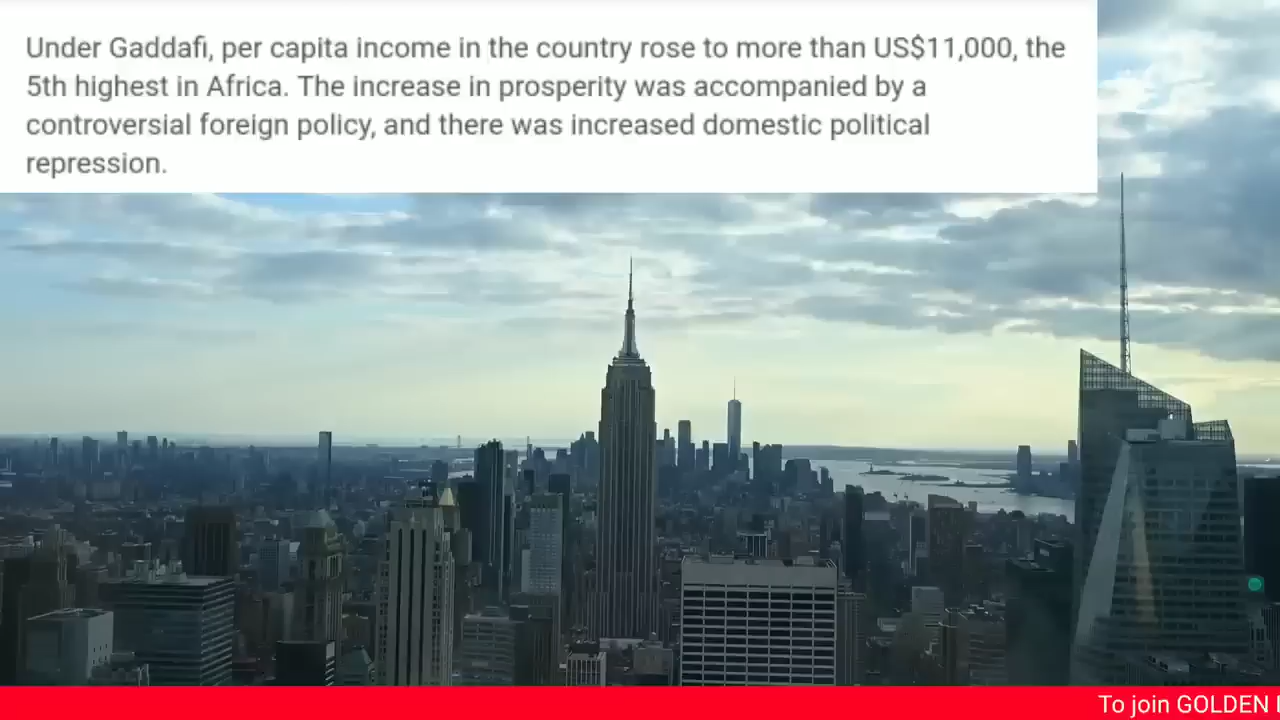 Under Gaddafi, per capita income in the country rose to more than US$11,000, the
5th highest in Africa. The increase in prosperity was accompanied by a
controversial foreign policy, and there was increased domestic political
repression.
To join GOLDEN